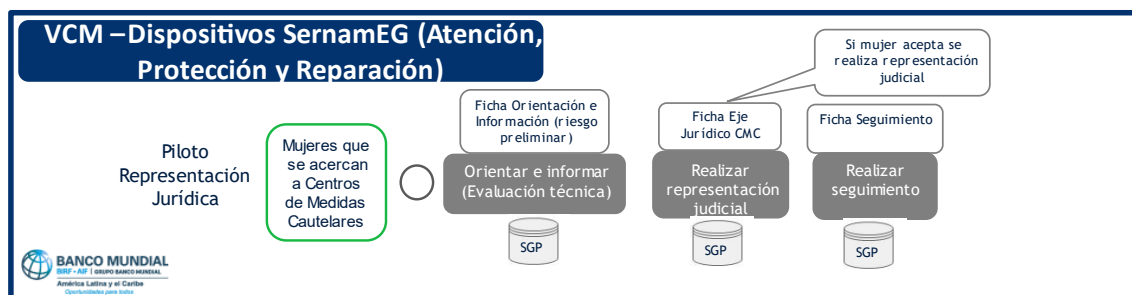 VCM – Dispositivos SernamEG (Atención,
Protección y Reparación)
Si mujer acepta se
realiza representación
judicial
Ficha Orientación e
Información (riesgo
preliminar)
Ficha Eje
Jurídico CMC
Ficha Seguimiento
Piloto
Representación
Jurídica
Mujeres que
se acercan
a Centros
de Medidas
Cautelares
Orientar e informar
(Evaluación técnica)
Realizar
representación
judicial
Realizar
seguimiento
SGP
SGP
SGP
BANCO MUNDIAL
BIRF • AIF | GRUPO BANCO MUNDIAL
América Latina y el Caribe
Oportunidades para todos